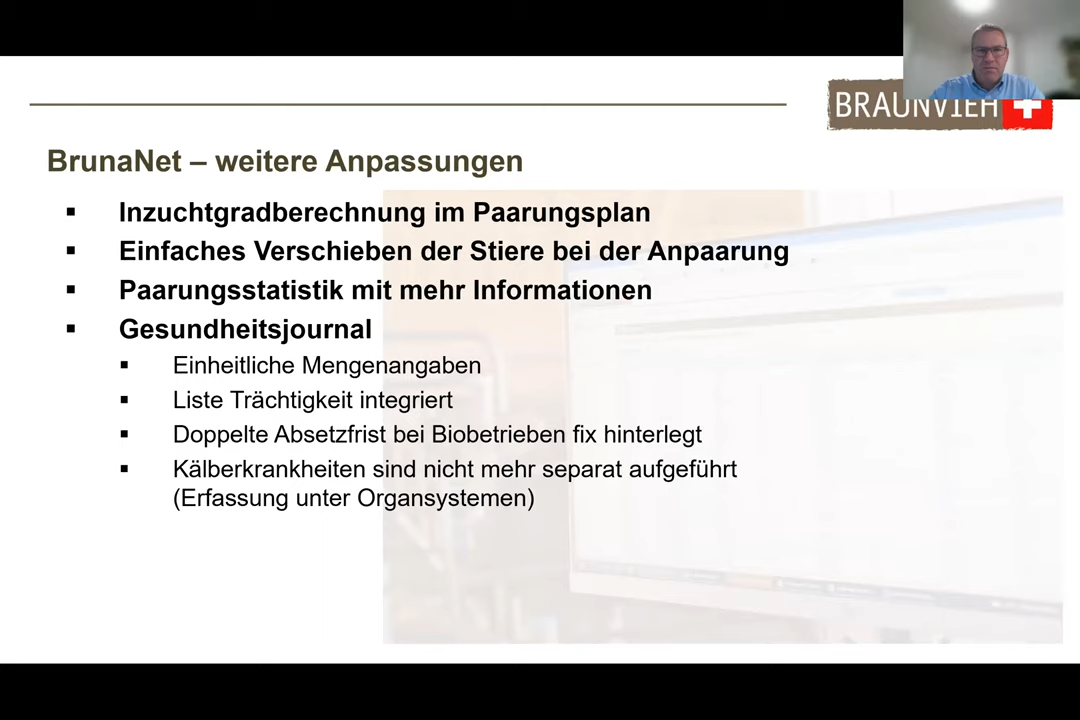 BRAUNVIEH
BrunaNet – weitere Anpassungen
▪ Inzuchtgradberechnung im Paarungsplan
▪ Einfaches Verschieben der Stiere bei der Anpaarung
▪ Paarungsstatistik mit mehr Informationen
▪ Gesundheitsjournal
▪ Einheitliche Mengenangaben
▪ Liste Trächtigkeit integriert
▪ Doppelte Absetzfrist bei Biobetrieben fix hinterlegt
▪ Kälberkrankheiten sind nicht mehr separat aufgeführt
(Erfassung unter Organsystemen)